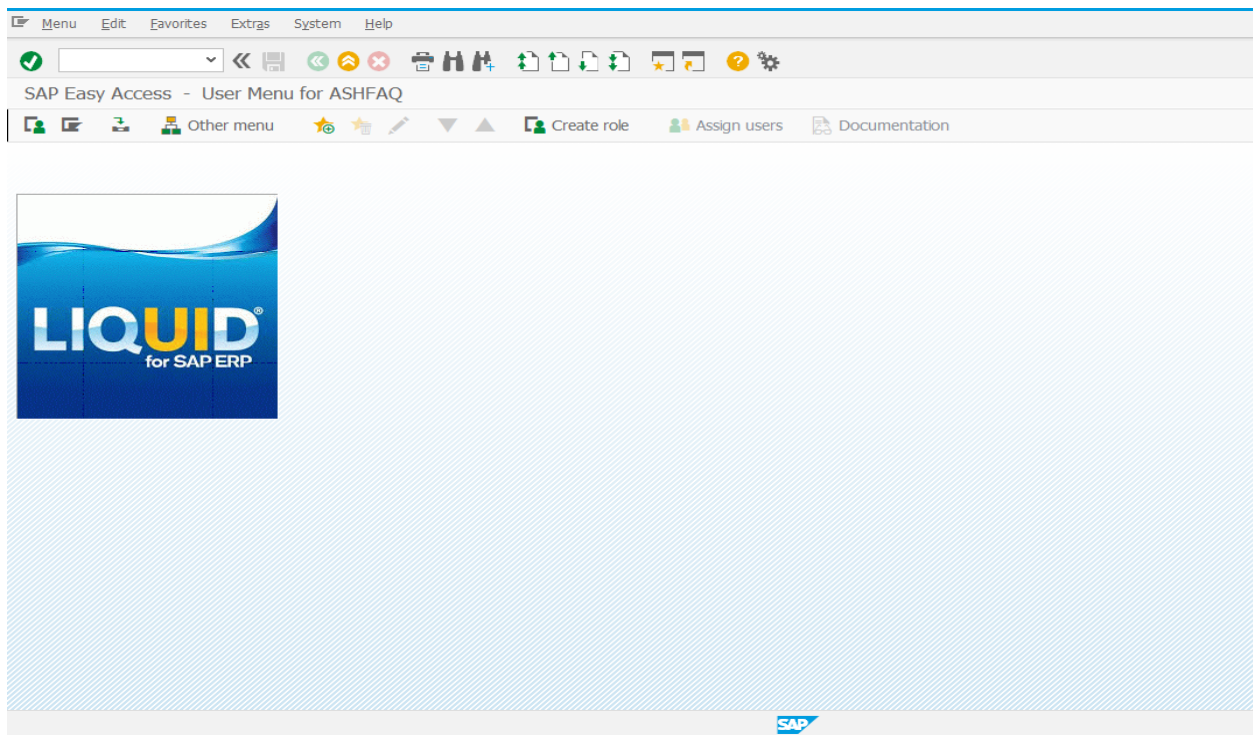 Menu Edit Favorites Extras System Help
SAP Easy Access - User Menu for ASHFAQ
Other menu Create role Assign users Documentation
LIQUID®
for SAP ERP
SAP